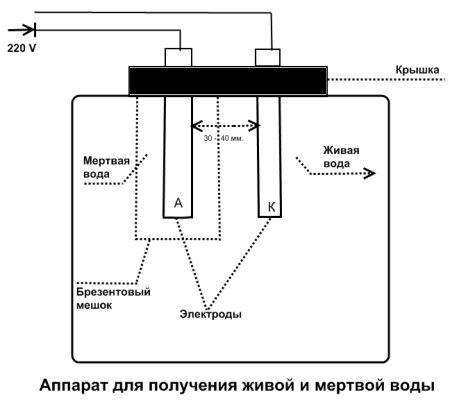 220 V
Крышка
30 - 40 мм.
Мертвая
вода
Живая
вода
А
К
Брезентовый
мешок
Электроды
Аппарат для получения живой и мертвой воды